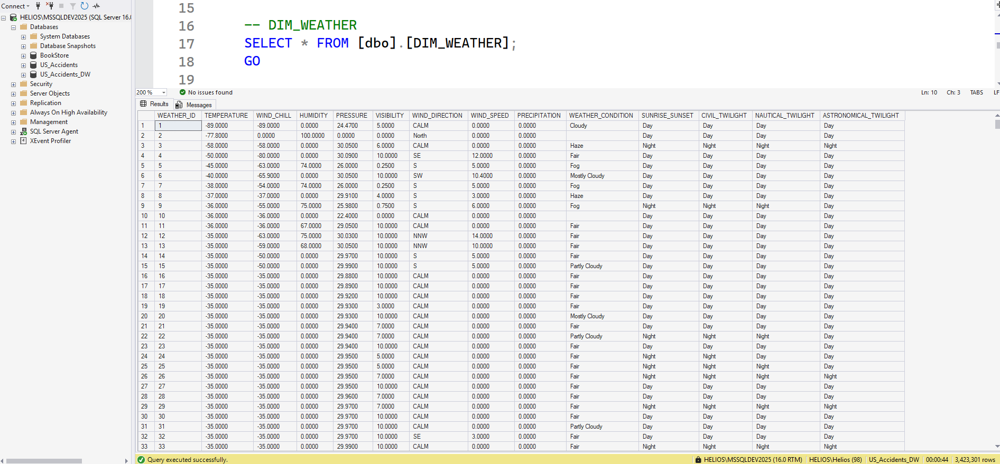 Connect
HELIOS\MSSQLDEV2025 (SQL Server 16.0
Databases
System Databases
Database Snapshots
BookStore
US_Accidents
US_Accidents_DW
Security
Server Objects
Replication
Always On High Availability
Management
SQL Server Agent
XEvent Profiler
15
16 -- DIM_WEATHER
17 SELECT * FROM [dbo].[DIM_WEATHER];
18 GO
19
200 % No issues found Ln: 10 Ch: 3 TABS LF
Results Messages
WEATHER_ID TEMPERATURE WIND_CHILL HUMIDITY PRESSURE VISIBILITY WIND_DIRECTION WIND_SPEED PRECIPITATION WEATHER_CONDITION SUNRISE_SUNSET CIVIL_TWILIGHT NAUTICAL_TWILIGHT ASTRONOMICAL_TWILIGHT
1 1 -89.0000 -89.0000 0.0000 24.4700 5.0000 CALM 0.0000 0.0000 Cloudy Day Day Day Day
2 2 -77.8000 0.0000 100.0000 0.0000 0.0000 North 0.0000 0.0000 Day Day Day Day
3 3 -58.0000 -58.0000 0.0000 30.0500 6.0000 CALM 0.0000 0.0000 Haze Night Night Night Night
4 4 -50.0000 -80.0000 0.0000 30.0900 10.0000 SE 12.0000 0.0000 Fair Day Day Day Day
5 5 -45.0000 -63.0000 74.0000 26.0000 0.2500 S 5.0000 0.0000 Fog Day Day Day Day
6 6 -40.0000 -65.9000 0.0000 30.0500 10.0000 SW 10.4000 0.0000 Mostly Cloudy Day Day Day Day
7 7 -38.0000 -54.0000 74.0000 26.0000 0.2500 S 5.0000 0.0000 Fog Day Day Day Day
8 8 -37.0000 -37.0000 0.0000 29.9100 4.0000 S 3.0000 0.0000 Haze Day Day Day Day
9 9 -36.0000 -55.0000 75.0000 25.9800 0.7500 S 6.0000 0.0000 Fog Night Night Night Day
10 10 -36.0000 -36.0000 0.0000 22.4000 0.0000 CALM 0.0000 0.0000 Day Day Day Day
11 11 -36.0000 -36.0000 67.0000 29.0500 10.0000 CALM 0.0000 0.0000 Fair Day Day Day Day
12 12 -35.0000 -63.0000 75.0000 30.0300 10.0000 NNW 14.0000 0.0000 Fair Day Day Day Day
13 13 -35.0000 -59.0000 68.0000 30.0500 10.0000 NNW 10.0000 0.0000 Fair Day Day Day Day
14 14 -35.0000 -50.0000 0.0000 29.9700 10.0000 S 5.0000 0.0000 Fair Day Day Day Day
15 15 -35.0000 -50.0000 0.0000 29.9900 10.0000 S 5.0000 0.0000 Partly Cloudy Day Day Day Day
16 16 -35.0000 -35.0000 0.0000 29.8800 10.0000 CALM 0.0000 0.0000 Fair Day Day Day Day
17 17 -35.0000 -35.0000 0.0000 29.8900 10.0000 CALM 0.0000 0.0000 Fair Day Day Day Day
18 18 -35.0000 -35.0000 0.0000 29.9200 10.0000 CALM 0.0000 0.0000 Fair Day Day Day Day
19 19 -35.0000 -35.0000 0.0000 29.9300 3.0000 CALM 0.0000 0.0000 Fair Day Day Day Day
20 20 -35.0000 -35.0000 0.0000 29.9300 10.0000 CALM 0.0000 0.0000 Mostly Cloudy Day Day Day Day
21 21 -35.0000 -35.0000 0.0000 29.9400 7.0000 CALM 0.0000 0.0000 Fair Day Day Day Day
22 22 -35.0000 -35.0000 0.0000 29.9400 7.0000 CALM 0.0000 0.0000 Partly Cloudy Night Night Night Day
23 23 -35.0000 -35.0000 0.0000 29.9400 10.0000 CALM 0.0000 0.0000 Fair Day Day Day Day
24 24 -35.0000 -35.0000 0.0000 29.9500 5.0000 CALM 0.0000 0.0000 Fair Night Night Day Day
25 25 -35.0000 -35.0000 0.0000 29.9500 5.0000 CALM 0.0000 0.0000 Fair Night Night Night Day
26 26 -35.0000 -35.0000 0.0000 29.9500 7.0000 CALM 0.0000 0.0000 Fair Night Night Night Night
27 27 -35.0000 -35.0000 0.0000 29.9500 10.0000 CALM 0.0000 0.0000 Fair Day Day Day Day
28 28 -35.0000 -35.0000 0.0000 29.9600 7.0000 CALM 0.0000 0.0000 Fair Day Day Day Day
29 29 -35.0000 -35.0000 0.0000 29.9700 7.0000 CALM 0.0000 0.0000 Fair Night Night Night Night
30 30 -35.0000 -35.0000 0.0000 29.9700 10.0000 CALM 0.0000 0.0000 Fair Day Day Day Day
31 31 -35.0000 -35.0000 0.0000 29.9700 10.0000 CALM 0.0000 0.0000 Partly Cloudy Day Day Day Day
32 32 -35.0000 -35.0000 0.0000 29.9700 10.0000 SE 3.0000 0.0000 Fair Day Day Day Day
33 33 -35.0000 -35.0000 0.0000 29.9900 10.0000 CALM 0.0000 0.0000 Fair Night Night Night Night
Query executed successfully. HELIOS\MSSQLDEV2025 (16.0 RTM) HELIOS\Helios (98) US_Accidents_DW 00:00:44 3,423,301 rows